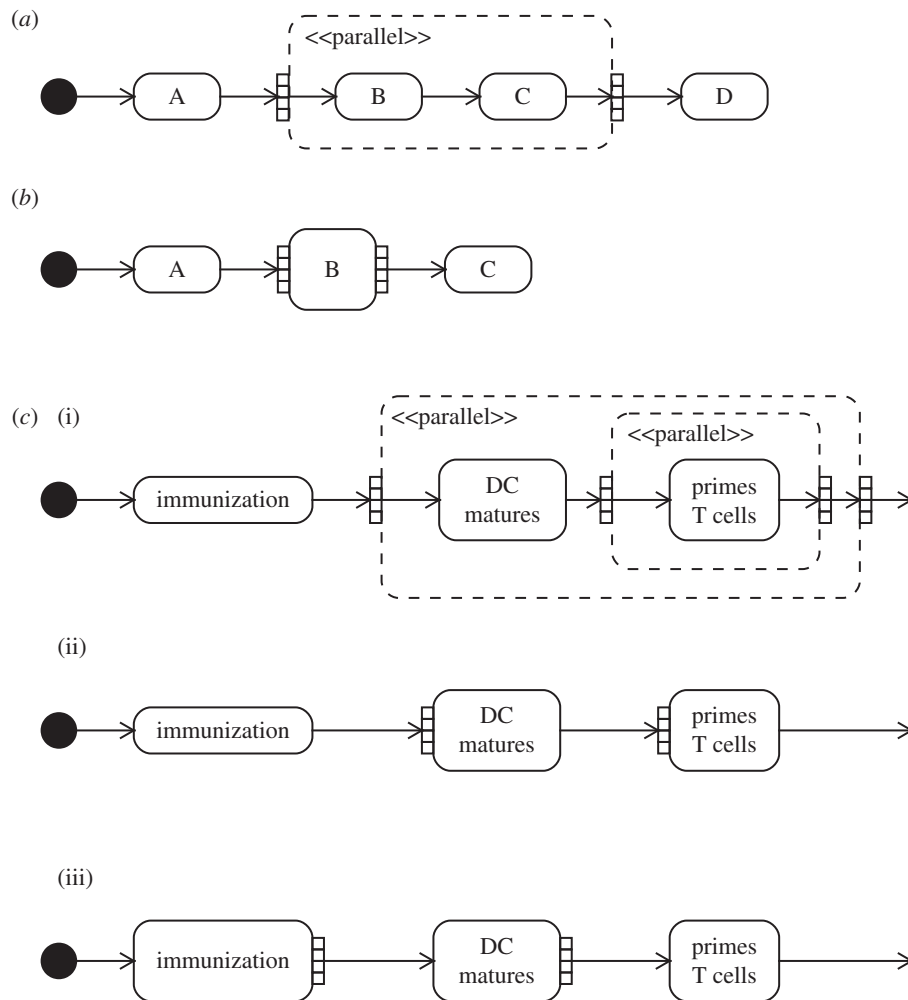 (a)
<<parallel>>
A
B
C
D
(b)
A
B
C
(c) (i)
<<parallel>>
<<parallel>>
immunization
DC
matures
primes
T cells
(ii)
immunization
DC
matures
primes
T cells
(iii)
immunization
DC
matures
primes
T cells